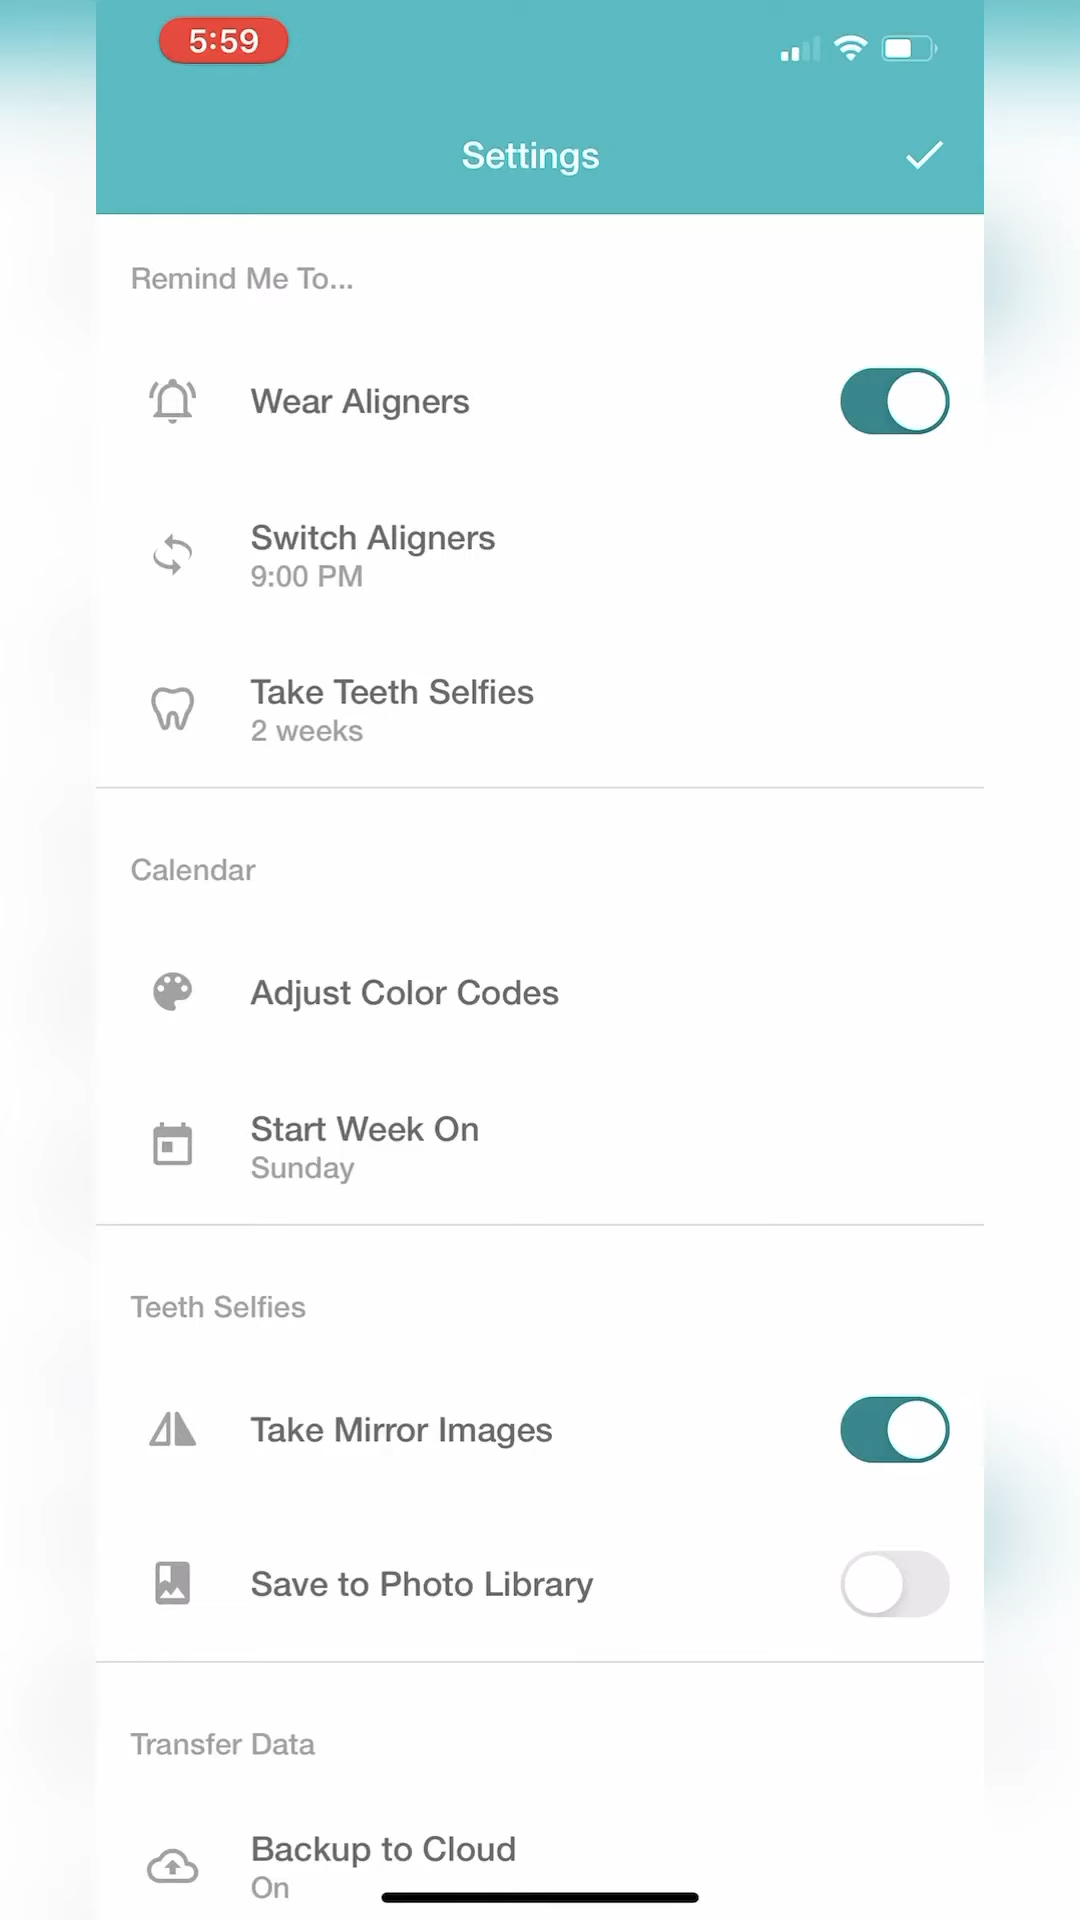 5:59
Settings
Remind Me To...
Wear Aligners
Switch Aligners
9:00 PM
Take Teeth Selfies
2 weeks
Calendar
Adjust Color Codes
Start Week On
Sunday
Teeth Selfies
Take Mirror Images
Save to Photo Library
Transfer Data
Backup to Cloud
On